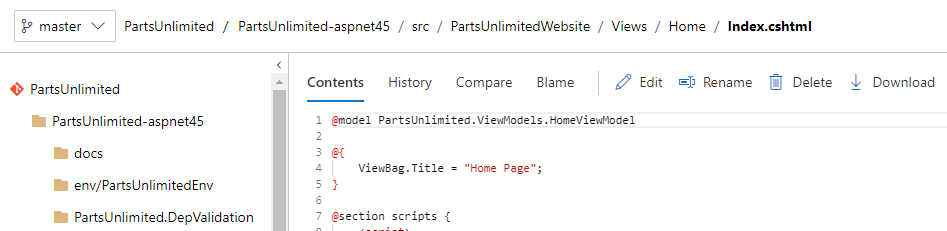 master PartsUnlimited / PartsUnlimited-aspnet45 / src / PartsUnlimitedWebsite / Views / Home / Index.cshtml
PartsUnlimited
PartsUnlimited-aspnet45
docs
env/PartsUnlimitedEnv
PartsUnlimited.DepValidation
Contents History Compare Blame Edit Rename Delete Download
1 @model PartsUnlimited.ViewModels.HomeViewModel
2
3 @{
4 ViewBag.Title = "Home Page";
5 }
6
7 @section scripts {